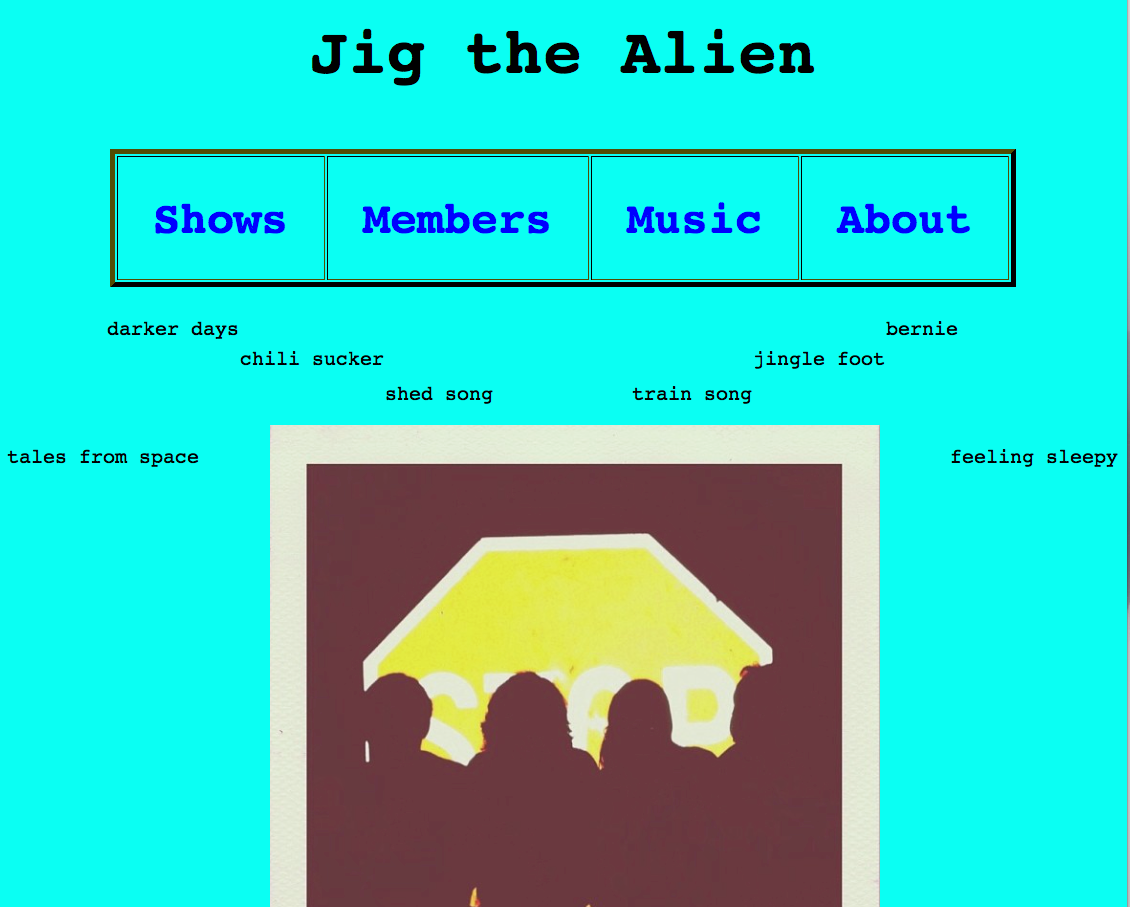 Jig the Alien
Shows Members Music About
darker days bernie
chili sucker jingle foot
shed song train song
tales from space feeling sleepy
STOP